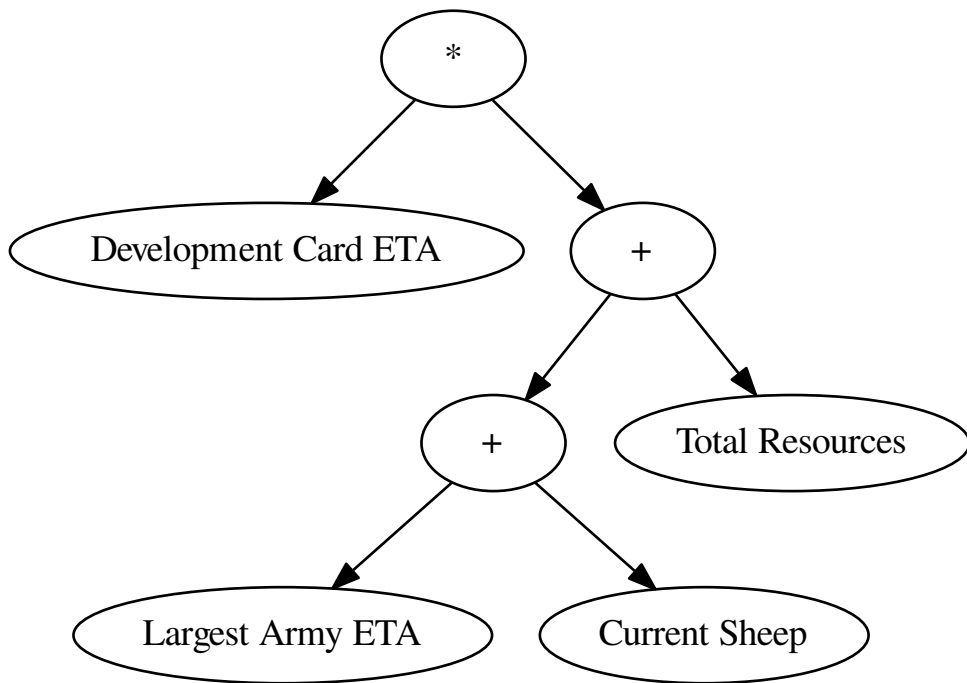 *
Development Card ETA
+
+
Total Resources
Largest Army ETA
Current Sheep